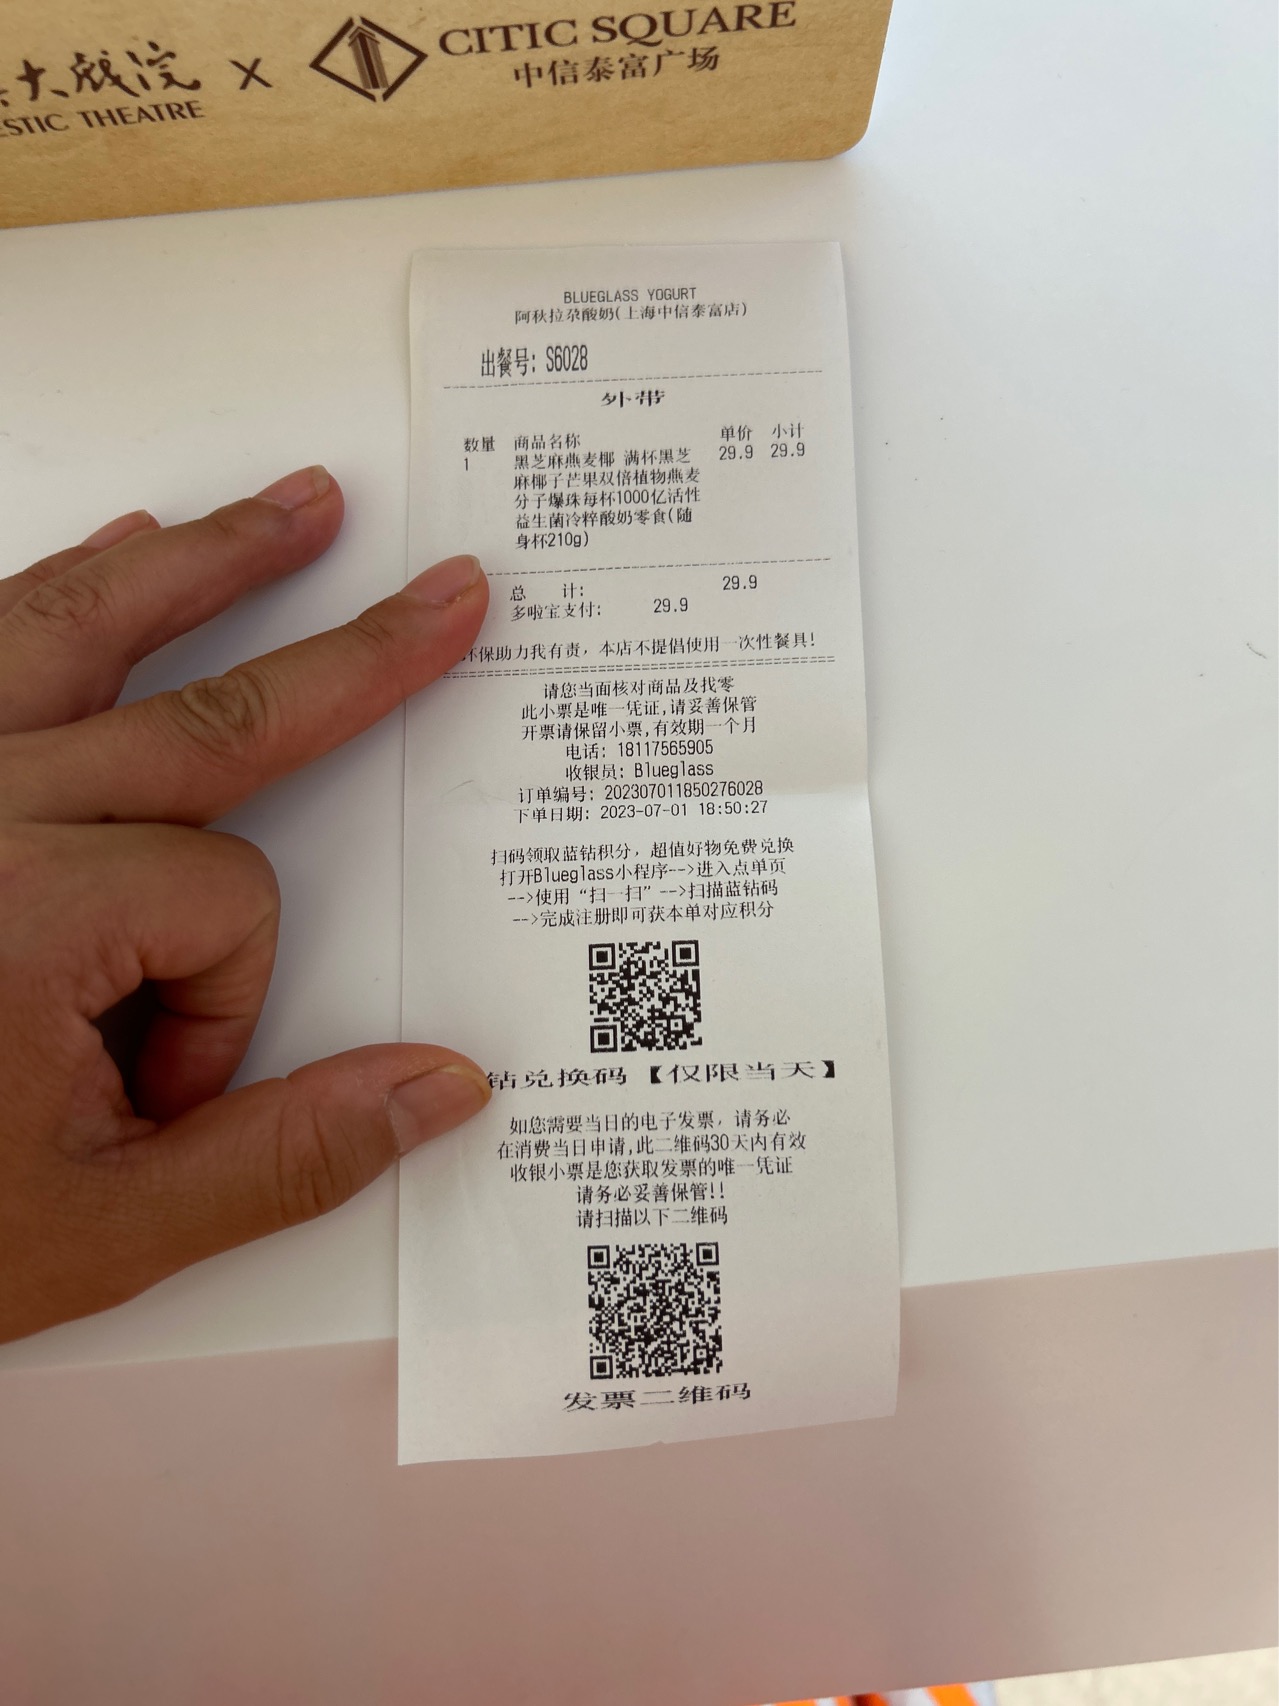 大戏院 × CITIC SQUARE
ESTIC THEATRE 中信泰富广场
BLUEGLASS YOGURT
阿秋拉尕酸奶(上海中信泰富店)
出餐号: S6028
外带
数量 商品名称 单价 小计
1 黑芝麻燕麦椰 满杯黑芝 29.9 29.9
麻椰子芒果双倍植物燕麦
分子爆珠每杯1000亿活性
益生菌冷粹酸奶零食(随
身杯210g)
总 计: 29.9
多啦宝支付: 29.9
环保助力我有责，本店不提倡使用一次性餐具!
请您当面核对商品及找零
此小票是唯一凭证,请妥善保管
开票请保留小票,有效期一个月
电话: 18117565905
收银员: Blueglass
订单编号: 202307011850276028
下单日期: 2023-07-01 18:50:27
扫码领取蓝钻积分，超值好物免费兑换
打开Blueglass小程序-->进入点单页
-->使用“扫一扫”-->扫描蓝钻码
-->完成注册即可获本单对应积分
钻兑换码【仅限当天】
如您需要当日的电子发票，请务必
在消费当日申请,此二维码30天内有效
收银小票是您获取发票的唯一凭证
请务必妥善保管!!
请扫描以下二维码
发票二维码